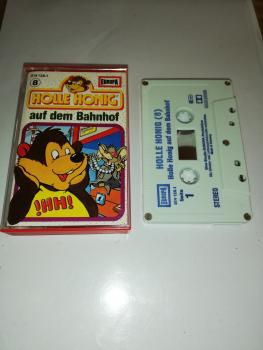 8
EUROPA
HOLLE HONIG
auf dem Bahnhof
!HH!
HOLLE HONIG (8)
Holle Honig auf dem Bahnhof
EUROPA
Seite
1
STEREO